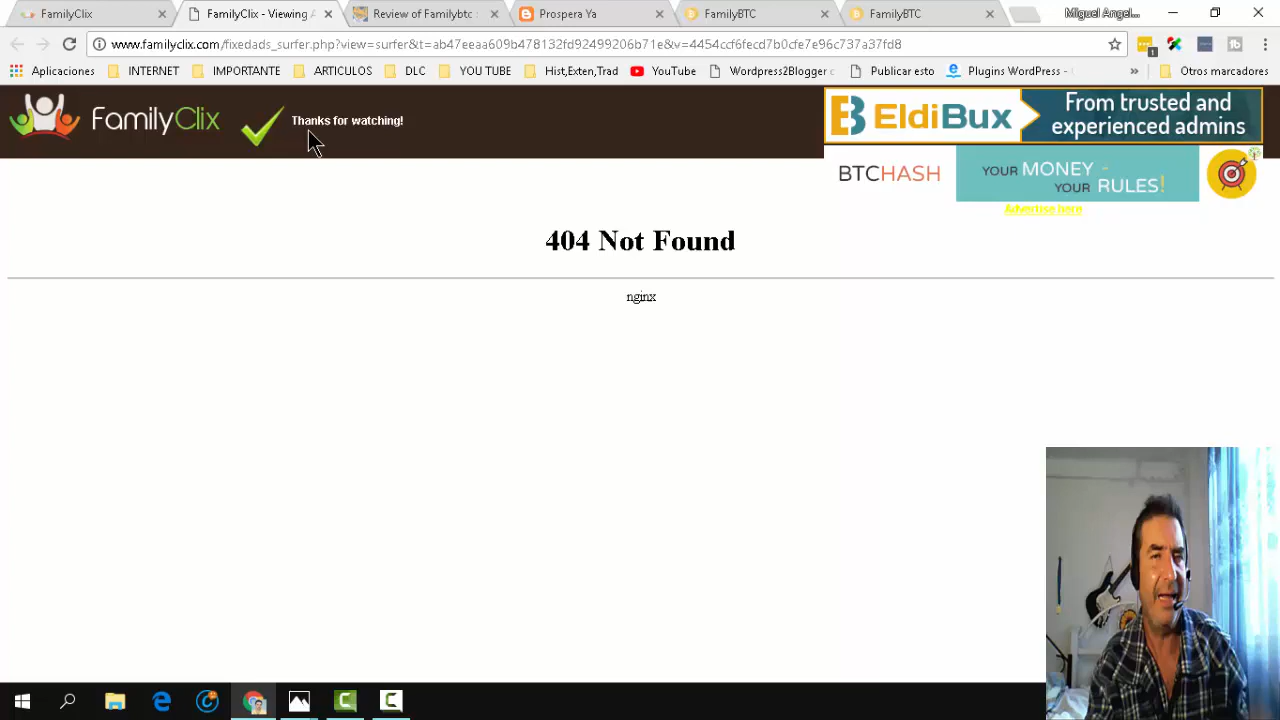 FamilyClix
FamilyClix - Viewing A
Review of Familybtc s
Prospera Ya
FamilyBTC
FamilyBTC
Miguel Angel...
www.familyclix.com/fixedads_surfer.php?view=surfer&t=
1
Aplicaciones
INTERNET
IMPORTANTE
ARTICULOS
DLC
YOU TUBE
Hist,Exten,Trad
YouTube
Wordpress2Blogger c
Publicar esto
Plugins WordPress - (
»
Otros marcadores
FamilyClix
Thanks for watching!
EldiBux
From trusted and
experienced admins
BTCHASH
YOUR MONEY -
YOUR RULES!
Advertise here
404 Not Found
nginx